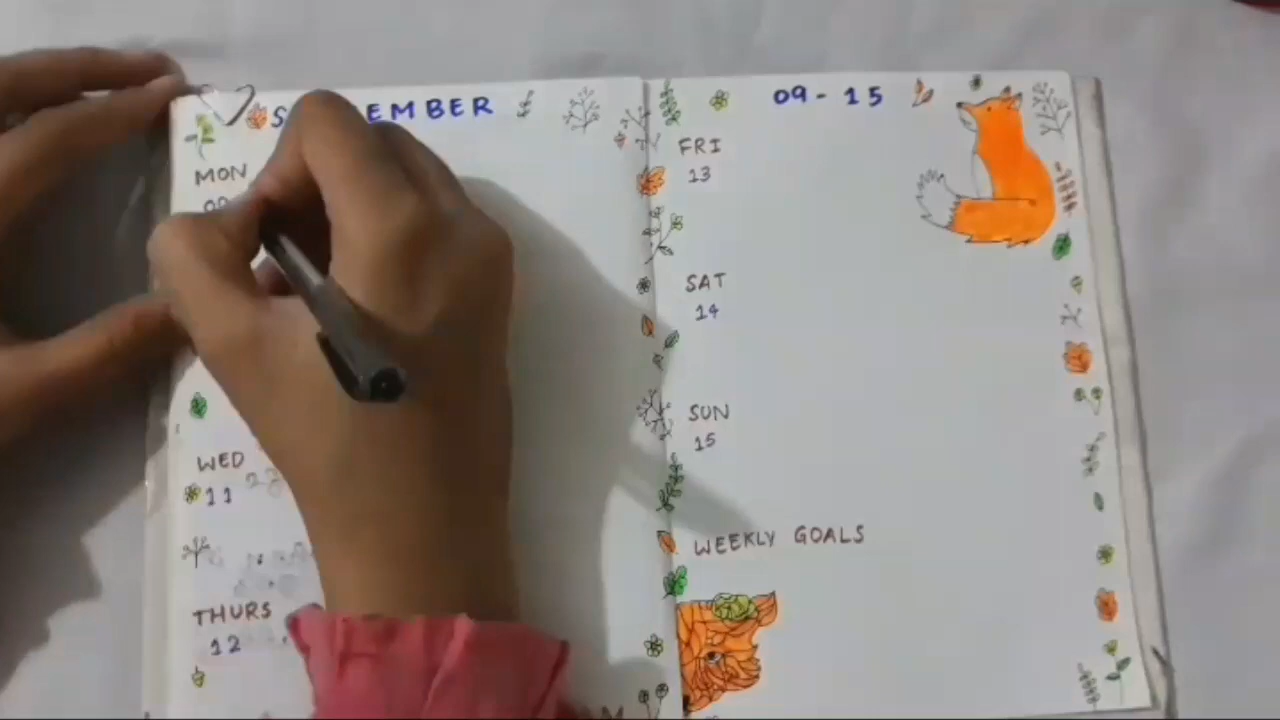 EMBER
MON
WED
11
THURS
12
09 - 15
FRI
13
SAT
14
SUN
15
WEEKLY GOALS